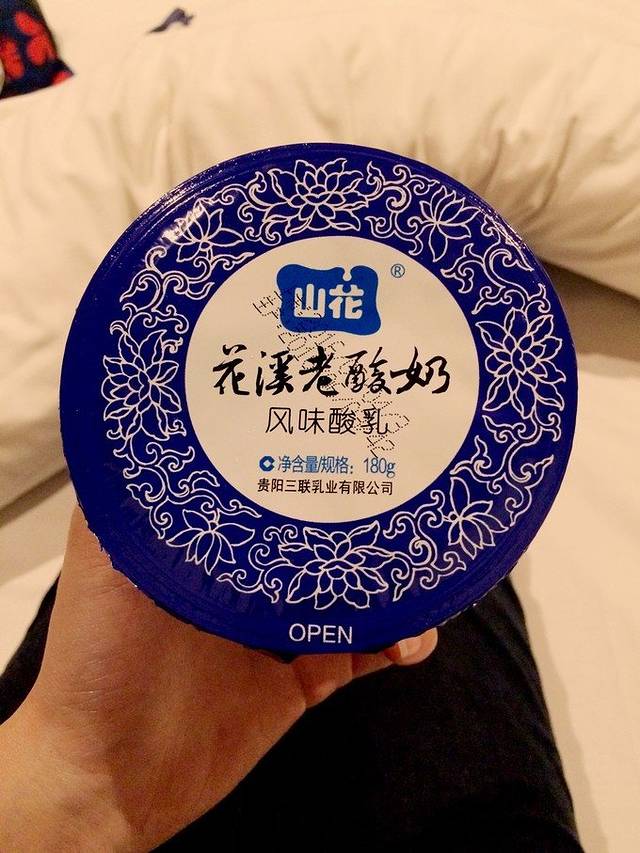 山花®
花溪老酸奶
风味酸乳
净含量/规格：180g
贵阳三联乳业有限公司
OPEN